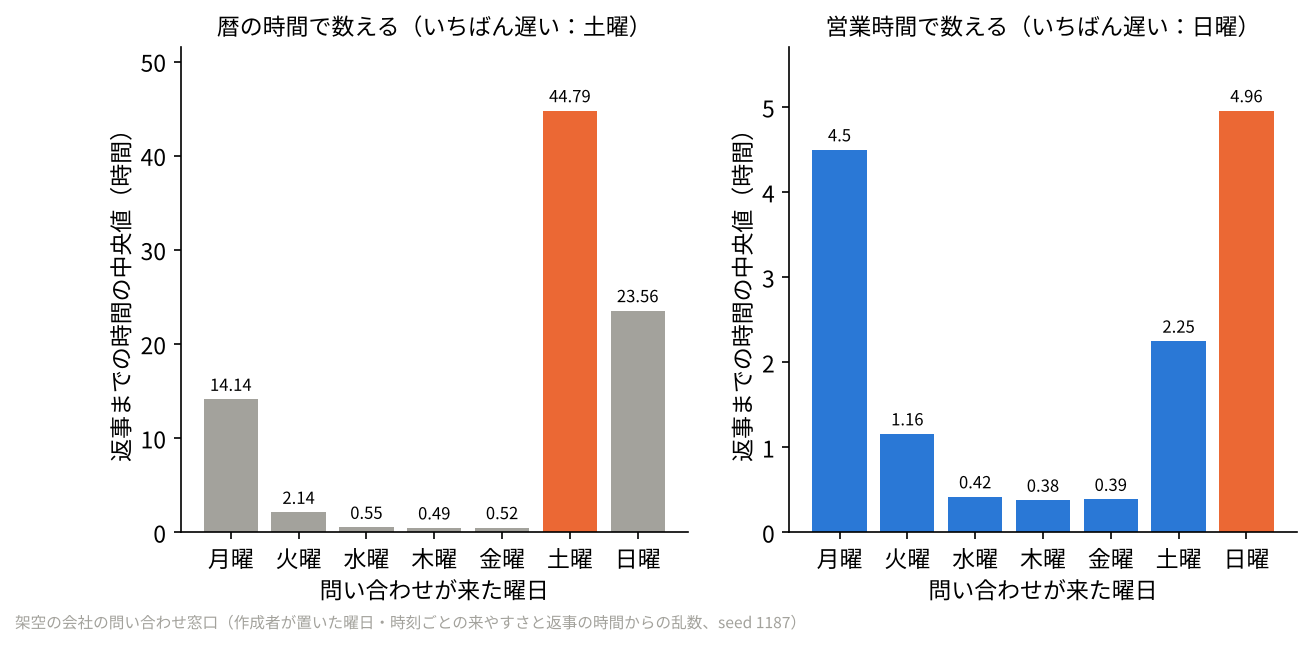 暦の時間で数える（いちばん遅い：土曜）
返事までの時間の中央値（時間）
50
40
30
20
10
0
14.14
2.14
0.55
0.49
0.52
44.79
23.56
月曜
火曜
水曜
木曜
金曜
土曜
日曜
問い合わせが来た曜日
営業時間で数える（いちばん遅い：日曜）
返事までの時間の中央値（時間）
5
4
3
2
1
0
4.5
1.16
0.42
0.38
0.39
2.25
4.96
月曜
火曜
水曜
木曜
金曜
土曜
日曜
問い合わせが来た曜日
架空の会社の問い合わせ窓口（作成者が置いた曜日・時刻ごとの来やすさと返事の時間からの乱数、seed 1187）